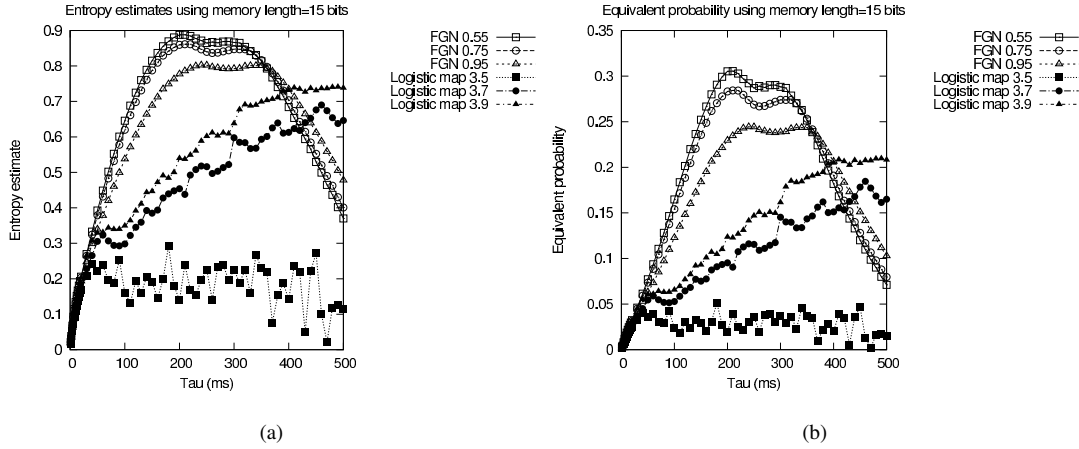 Entropy estimates using memory length=15 bits
0.9
0.8
0.7
0.6
0.5
0.4
0.3
0.2
0.1
0
0 100 200 300 400 500
Entropy estimate
Tau (ms)
FGN 0.55
FGN 0.75
FGN 0.95
Logistic map 3.5
Logistic map 3.7
Logistic map 3.9
(a)
Equivalent probability using memory length=15 bits
0.35
0.3
0.25
0.2
0.15
0.1
0.05
0
0 100 200 300 400 500
Equivalent probability
Tau (ms)
FGN 0.55
FGN 0.75
FGN 0.95
Logistic map 3.5
Logistic map 3.7
Logistic map 3.9
(b)